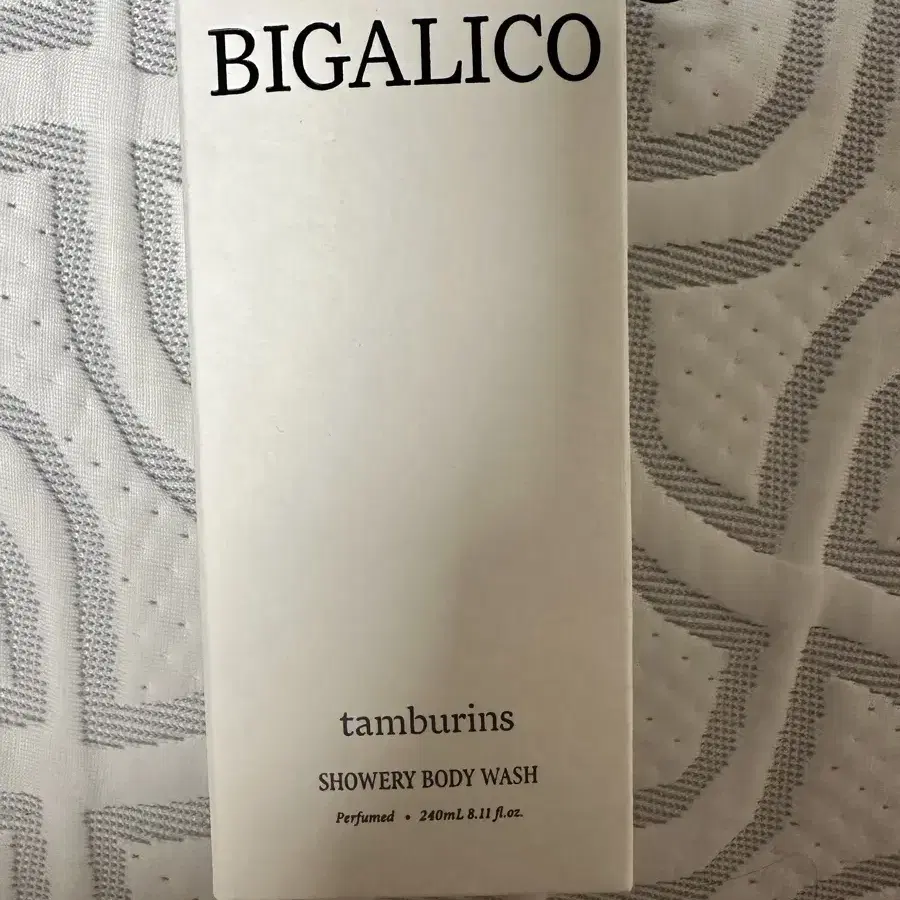 BIGALICO
tamburins
SHOWERY BODY WASH
Perfumed • 240mL 8.11 fl.oz.